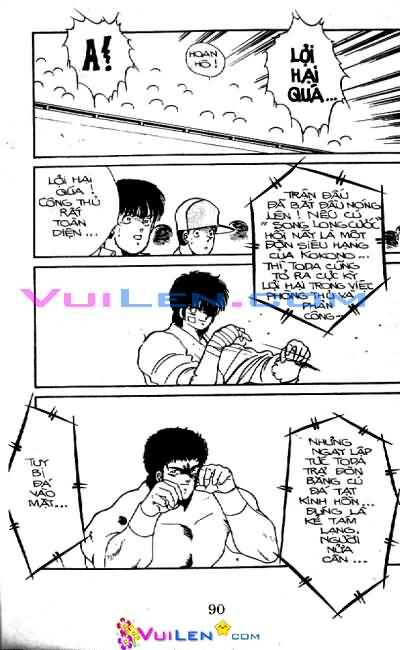 A!
HOAN
HÔ!
LỢI
HẠI
QUÁ...
LỢI HẠI
QUÁ!
CÔNG THỦ
RẤT
TOÀN
DIỆN...
TRẬN ĐẤU
ĐÃ BẮT ĐẦU NÓNG
LÊN! NẾU CÚ
"SONG LONG CƯỚC"
HỒI NÃY LÀ MỘT
ĐÒN SIÊU HẠNG
CỦA KOKONO...
THÌ TODA CŨNG
TỎ RA CỰC KỲ
LỢI HẠI TRONG VIỆC
PHÒNG THỦ VÀ
PHẢN
CÔNG...
VUILEN.COM
TUY
BỊ
ĐÁ
VÀO
MẶT...
NHƯNG
NGAY LẬP
TỨC TODA
TRẢ ĐÒN
BẰNG CÚ
ĐÁ TẠT
KINH HỒN...
ĐÚNG LÀ
KẺ TÁM
LẠNG,
NGƯỜI
NỬA
CÂN...
90
VUILEN.COM